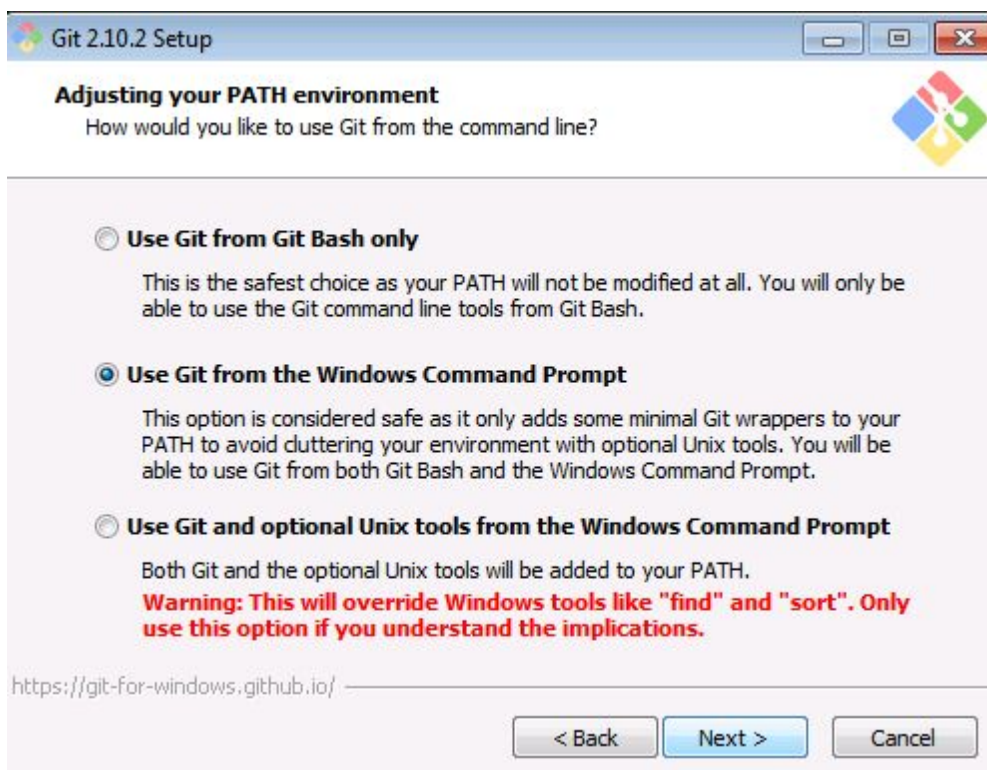 Git 2.10.2 Setup
Adjusting your PATH environment
How would you like to use Git from the command line?
Use Git from Git Bash only
This is the safest choice as your PATH will not be modified at all. You will only be
able to use the Git command line tools from Git Bash.
Use Git from the Windows Command Prompt
This option is considered safe as it only adds some minimal Git wrappers to your
PATH to avoid cluttering your environment with optional Unix tools. You will be
able to use Git from both Git Bash and the Windows Command Prompt.
Use Git and optional Unix tools from the Windows Command Prompt
Both Git and the optional Unix tools will be added to your PATH.
Warning: This will override Windows tools like "find" and "sort". Only
use this option if you understand the implications.
https://git-for-windows.github.io/
< Back Next > Cancel